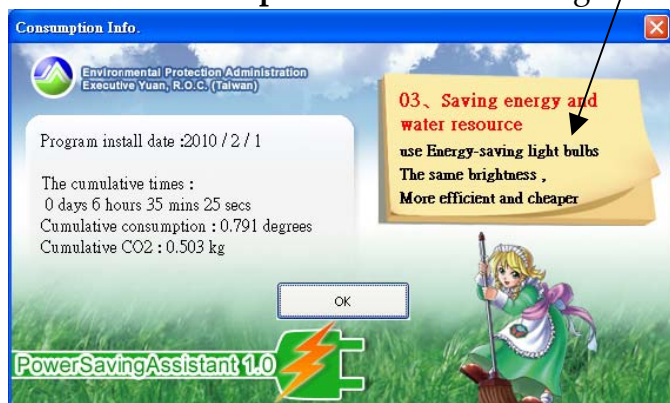 Consumption Info.
Environmental Protection Administration
Executive Yuan, R.O.C. (Taiwan)
03、Saving energy and
water resource
use Energy-saving light bulbs
The same brightness ,
More efficient and cheaper
Program install date :2010 / 2 / 1
The cumulative times :
0 days 6 hours 35 mins 25 secs
Cumulative consumption : 0.791 degrees
Cumulative CO2 : 0.503 kg
OK
PowerSavingAssistant 1.0